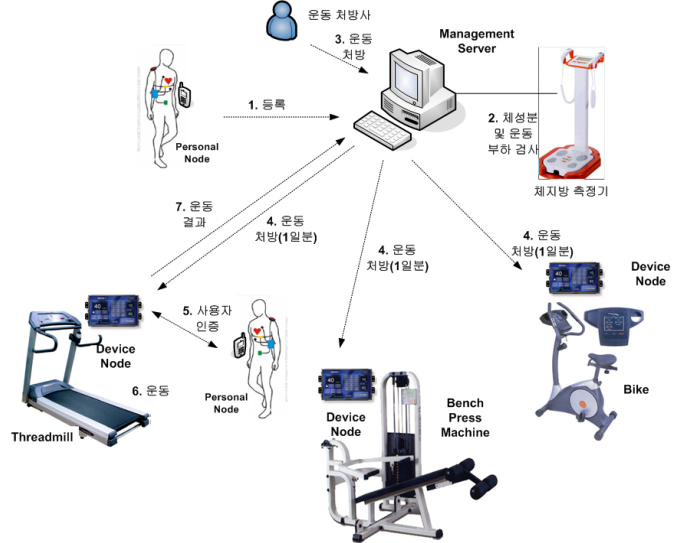 운동 처방사
Management
Server
3. 운동
처방
1. 등록
Personal
Node
2. 체성분
및 운동
부하 검사
체지방 측정기
7. 운동
결과
4. 운동
처방(1일분)
4. 운동
처방(1일분)
4. 운동
처방(1일분)
Device
Node
5. 사용자
인증
Device
Node
6. 운동
Personal
Node
Threadmill
40
40
40
Device
Node
Bench
Press
Machine
Bike